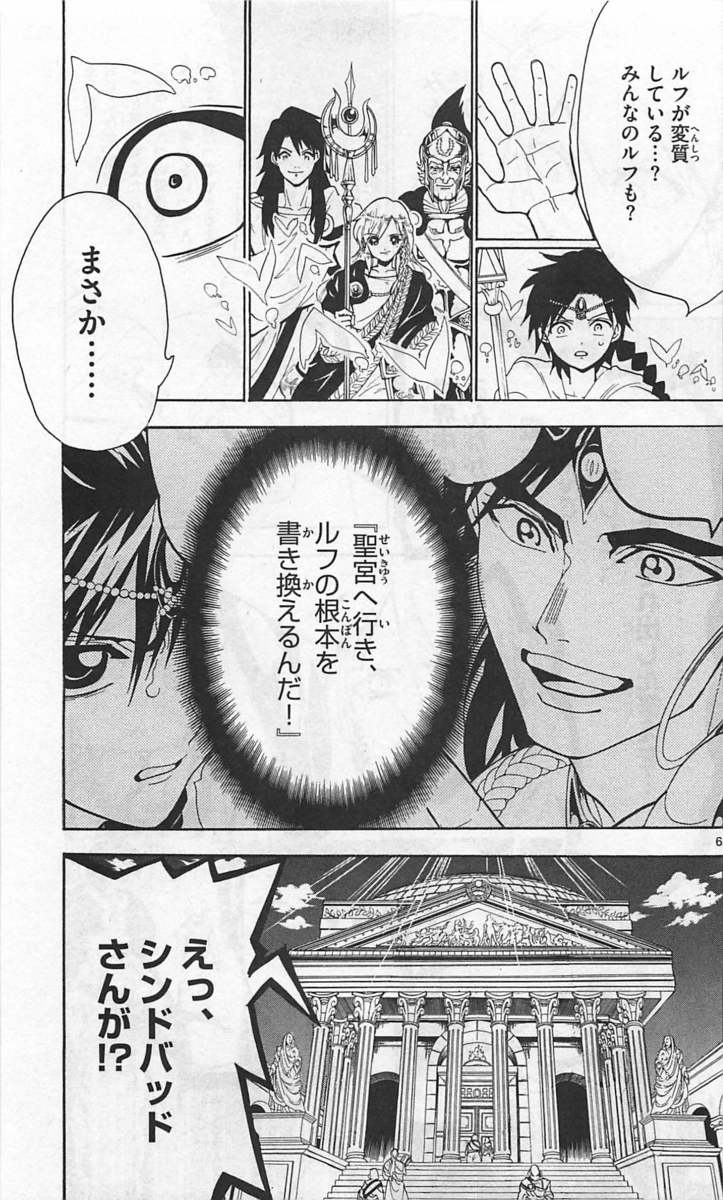 ルフが変質
している…？
みんなのルフも？
まさか……
『聖宮へ行き、
ルフの根本を
書き換えるんだ！』
6
えっ、
シンドバッド
さんが!?